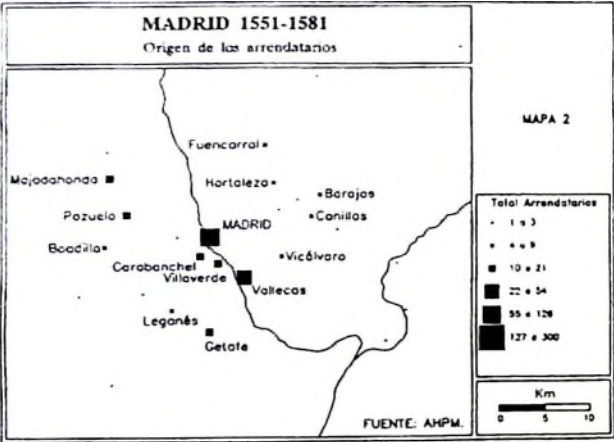 MADRID 1551-1581
Origen de los arrendatarios
MAPA 2
Fuencarral
Majadahonda
Hortaleza
Barajas
Pozuelo
Canillas
MADRID
Boadilla
Vicálvaro
Carabanchel
Villaverde
Vallecas
Leganés
Getafe
FUENTE: AHPM.
Total Arrendatarios
1 a 3
4 a 9
10 a 21
22 a 54
55 a 126
127 a 300
Km
0 5 10